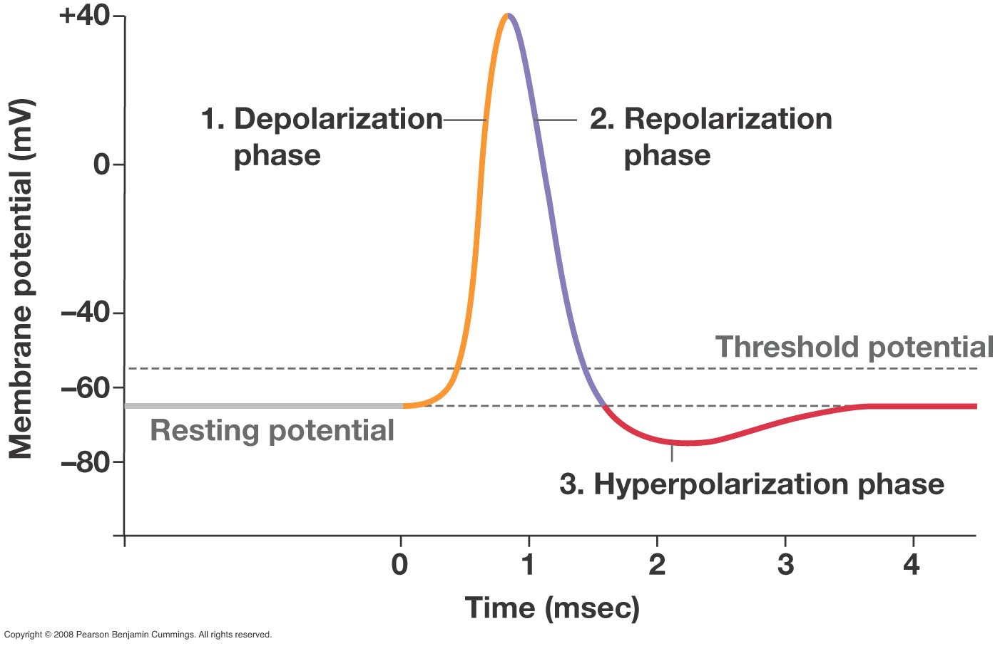 +40
1. Depolarization
phase
2. Repolarization
phase
0
Membrane potential (mV)
–40
Threshold potential
–60
Resting potential
–80
3. Hyperpolarization phase
0 1 2 3 4
Time (msec)
Copyright © 2008 Pearson Benjamin Cummings. All rights reserved.